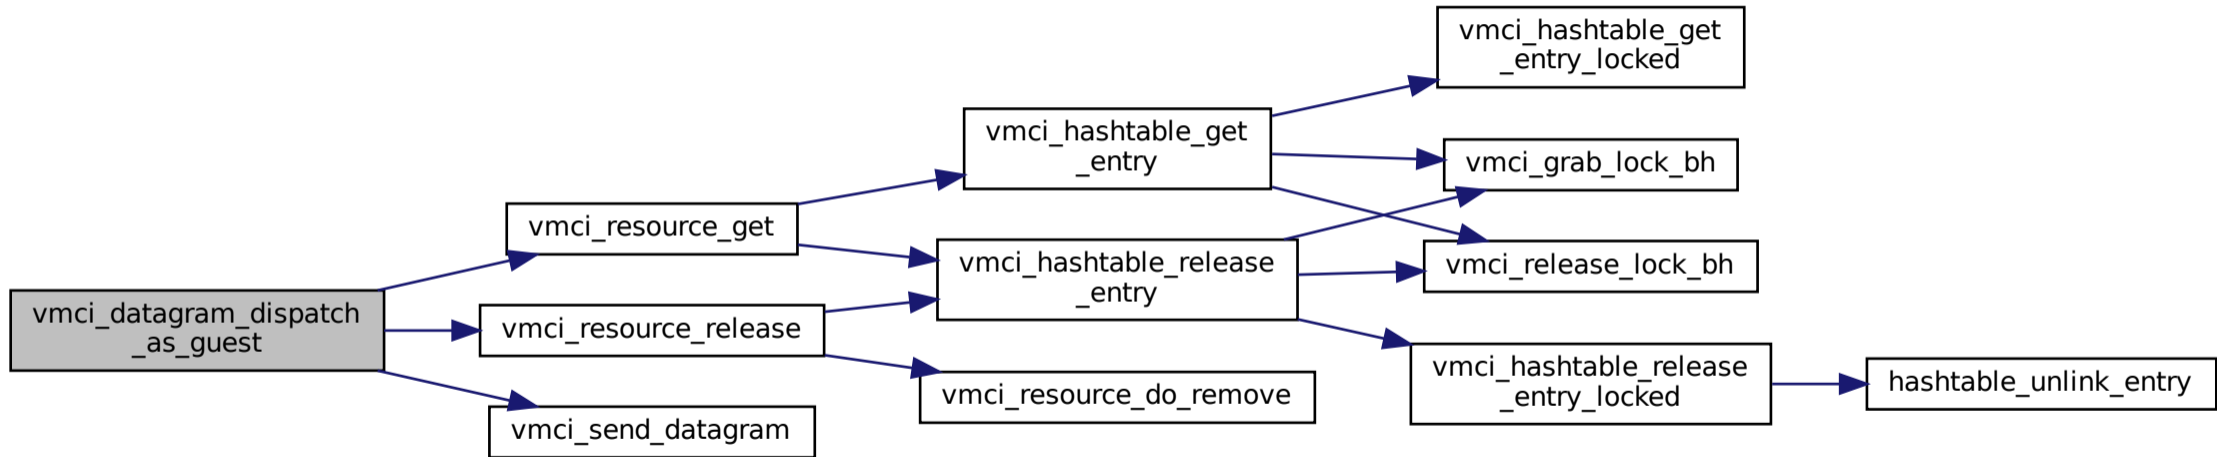 vmci_datagram_dispatch
_as_guest
vmci_resource_get
vmci_resource_release
vmci_send_datagram
vmci_hashtable_get
_entry
vmci_hashtable_release
_entry
vmci_resource_do_remove
vmci_hashtable_get
_entry_locked
vmci_grab_lock_bh
vmci_release_lock_bh
vmci_hashtable_release
_entry_locked
hashtable_unlink_entry